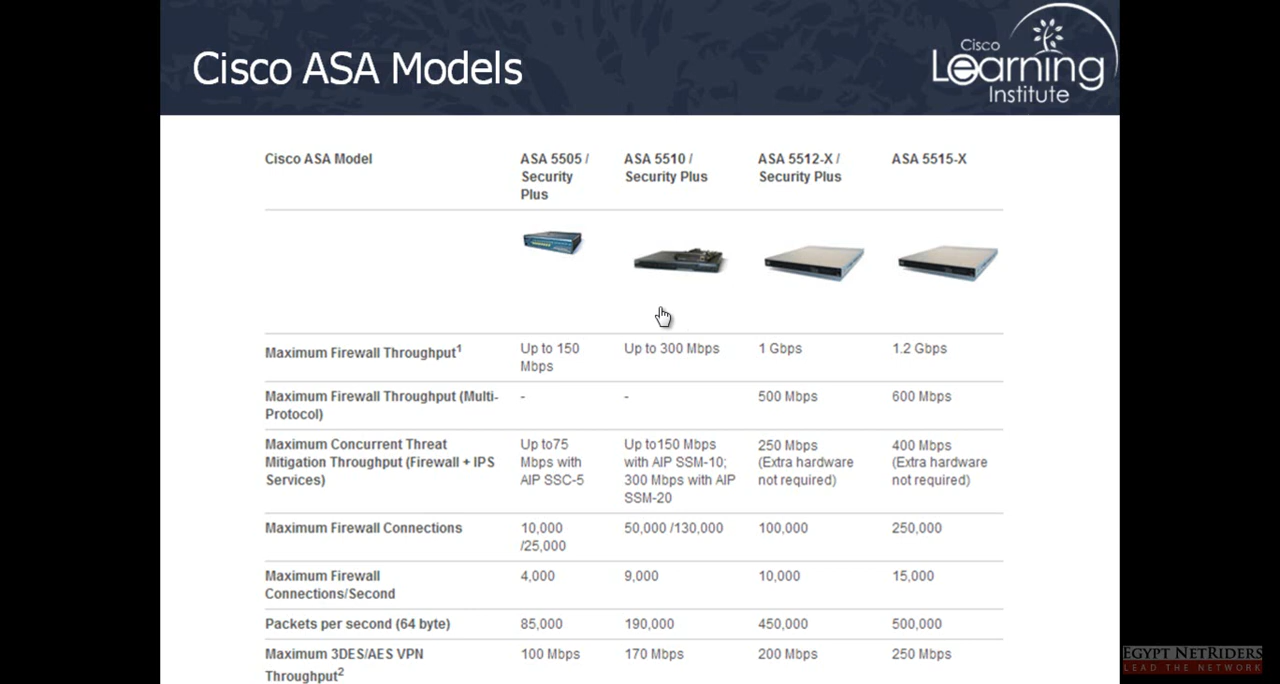 Cisco ASA Models
Cisco
Learning
Institute
Cisco ASA Model
ASA 5505 /
Security
Plus
ASA 5510 /
Security Plus
ASA 5512-X /
Security Plus
ASA 5515-X
Maximum Firewall Throughput1
Up to 150
Mbps
Up to 300 Mbps
1 Gbps
1.2 Gbps
Maximum Firewall Throughput (Multi-
Protocol)
-
-
500 Mbps
600 Mbps
Maximum Concurrent Threat
Mitigation Throughput (Firewall + IPS
Services)
Up to75
Mbps with
AIP SSC-5
Up to150 Mbps
with AIP SSM-10;
300 Mbps with AIP
SSM-20
250 Mbps
(Extra hardware
not required)
400 Mbps
(Extra hardware
not required)
Maximum Firewall Connections
10,000
/25,000
50,000 /130,000
100,000
250,000
Maximum Firewall
Connections/Second
4,000
9,000
10,000
15,000
Packets per second (64 byte)
85,000
190,000
450,000
500,000
Maximum 3DES/AES VPN
Throughput2
100 Mbps
170 Mbps
200 Mbps
250 Mbps
EGYPT NETRIDERS
LEAD THE NETWORK